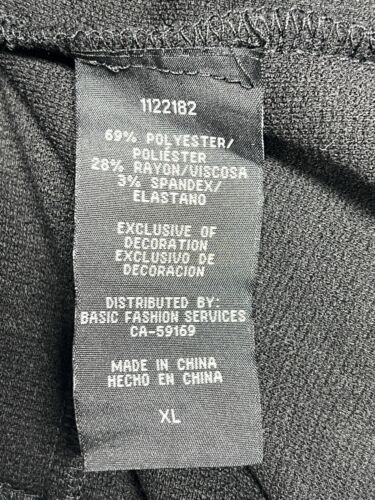 1122182
69% POLYESTER/
POLIÉSTER
28% RAYON/VISCOSA
3% SPANDEX/
ELASTANO
EXCLUSIVE OF
DECORATION
EXCLUSIVO DE
DECORACION
DISTRIBUTED BY:
BASIC FASHION SERVICES
CA-59169
MADE IN CHINA
HECHO EN CHINA
XL